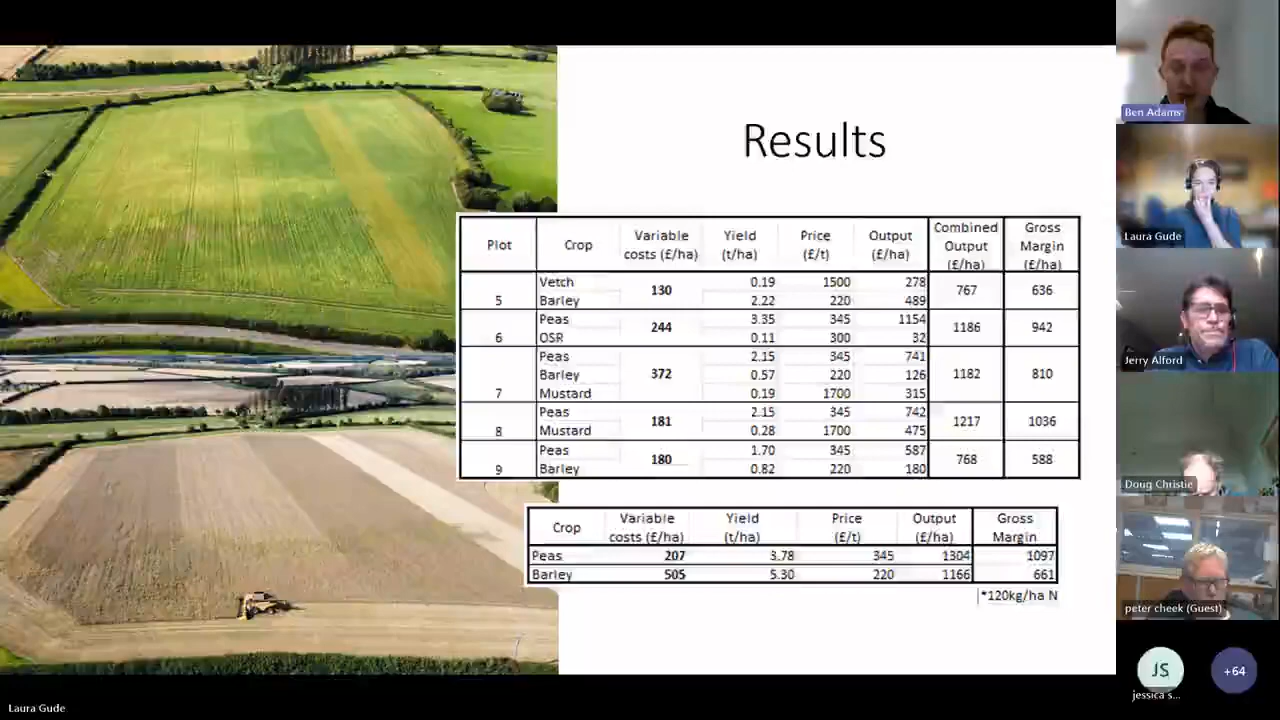 Results
Plot Crop Variable costs (£/ha) Yield (t/ha) Price (£/t) Output (£/ha) Combined Output (£/ha) Gross Margin (£/ha)
5 Vetch 130 0.19 1500 278 767 636
Barley 2.22 220 489
6 Peas 244 3.35 345 1154 1186 942
OSR 0.11 300 32
7 Peas 372 2.15 345 741 1182 810
Barley 0.57 220 126
Mustard 0.19 1700 315
8 Peas 181 2.15 345 742 1217 1036
Mustard 0.28 1700 475
9 Peas 180 1.70 345 587 768 588
Barley 0.82 220 180
Crop Variable costs (£/ha) Yield (t/ha) Price (£/t) Output (£/ha) Gross Margin
Peas 207 3.78 345 1304 1097
Barley 505 5.30 220 1166 661
*120kg/ha N
Ben Adams
Laura Gude
Jerry Alford
Doug Christie
peter cheek (Guest)
JS
jessica s...
+64
Laura Gude